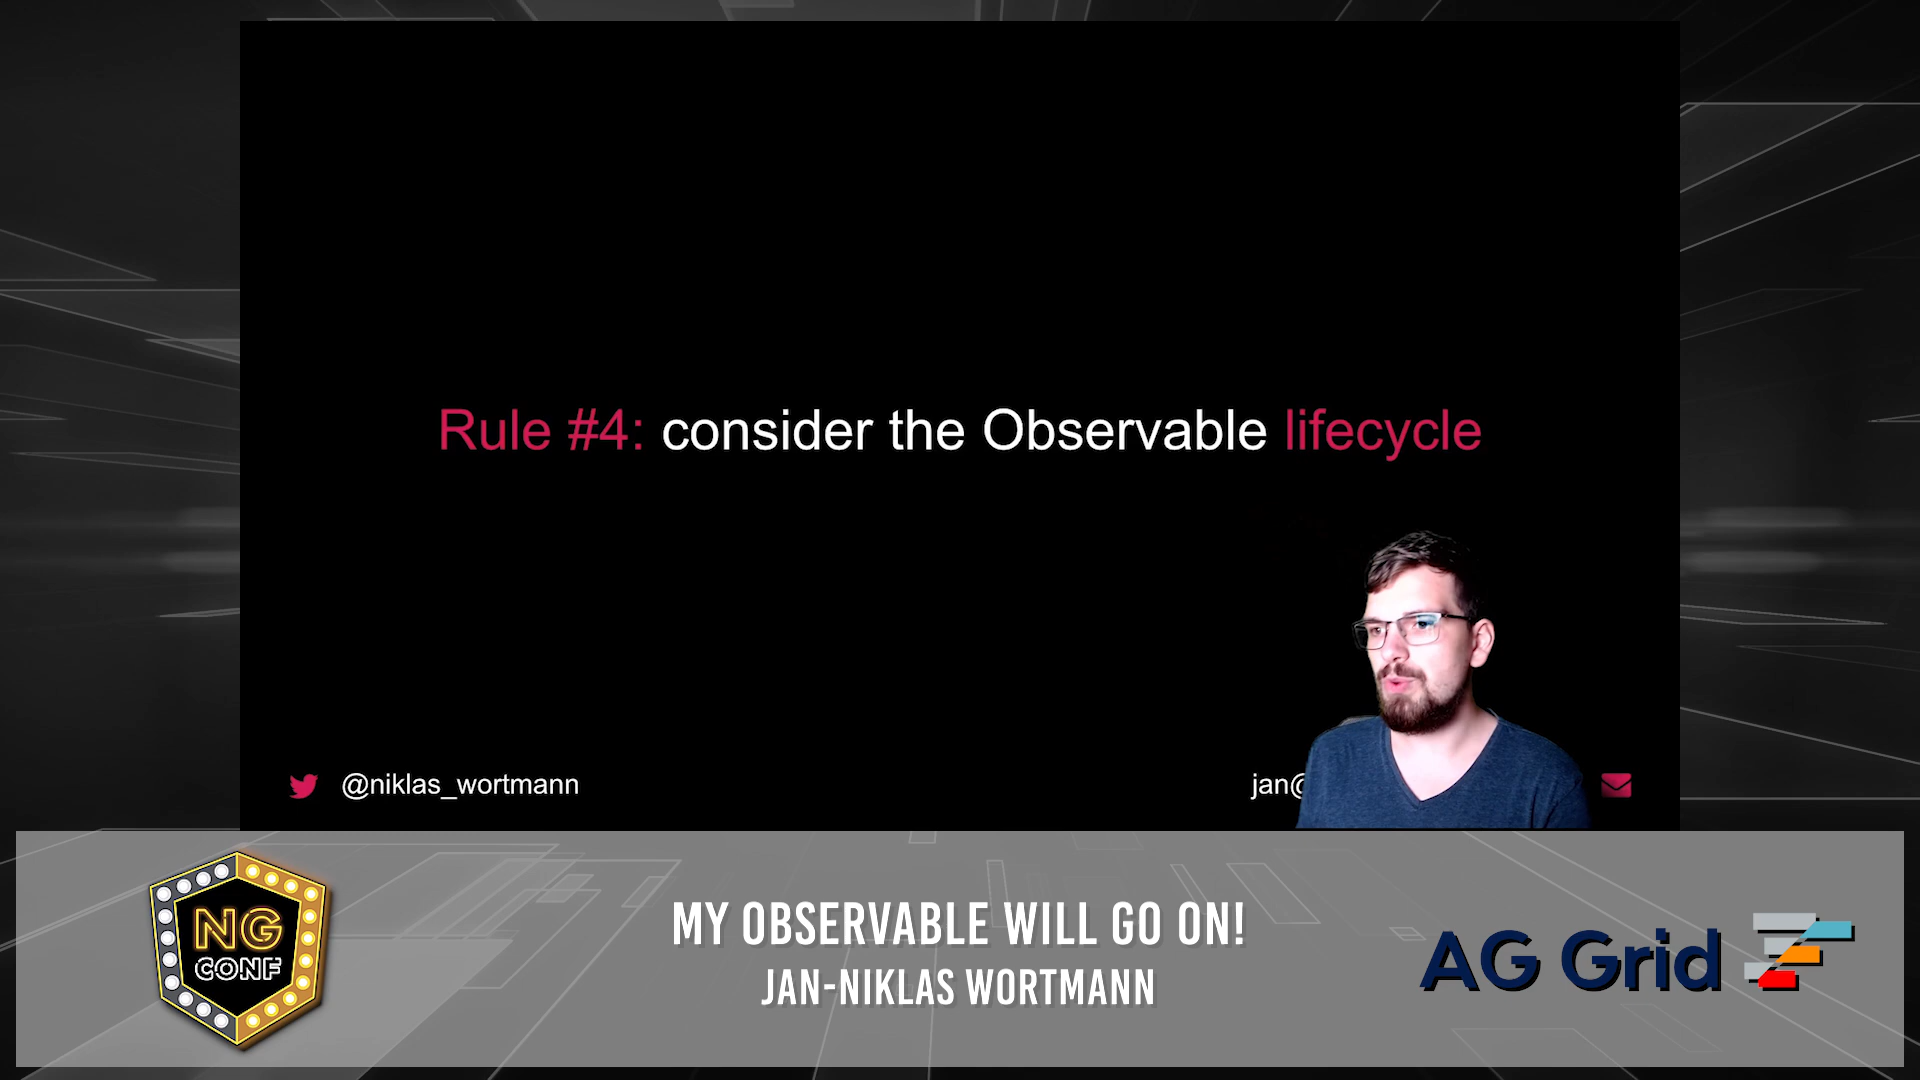 Rule #4: consider the Observable lifecycle
@niklas_wortmann
jan@
NG
CONF
MY OBSERVABLE WILL GO ON!
JAN-NIKLAS WORTMANN
AG Grid